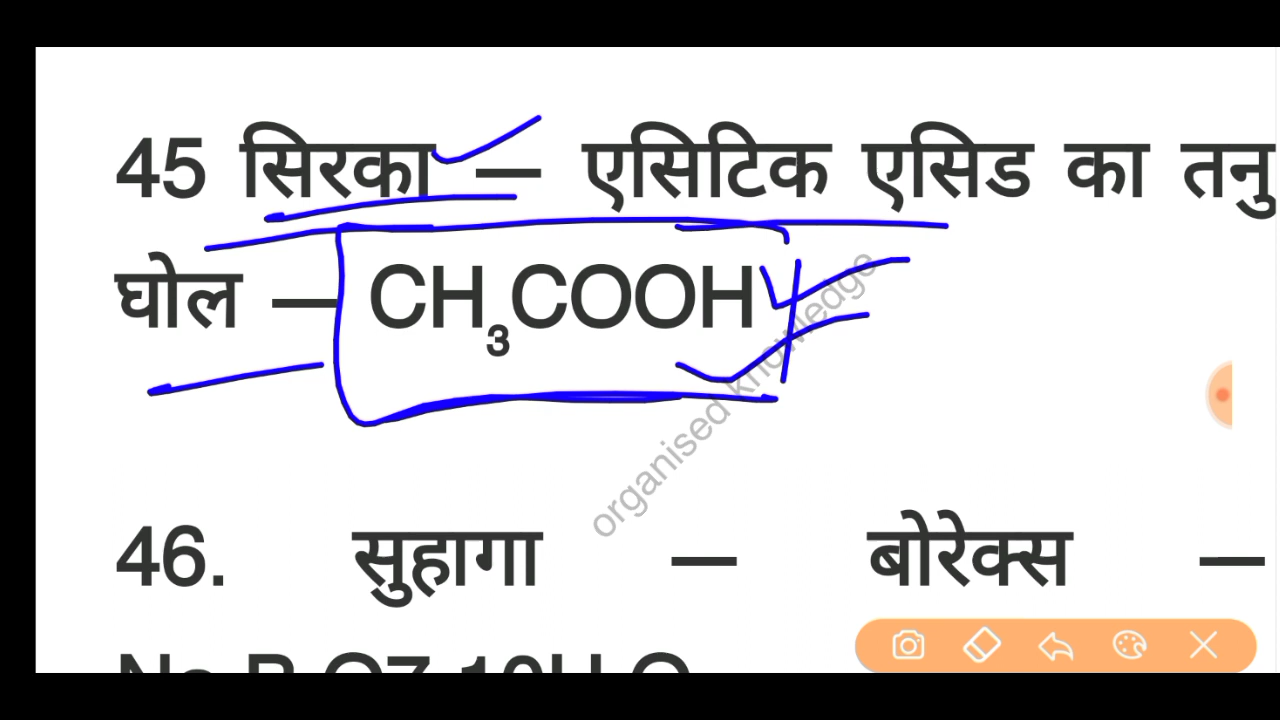 45 सिरका — एसिटिक एसिड का तनु
घोल — CH₃COOH
organised knowledge
46. सुहागा — बोरेक्स —